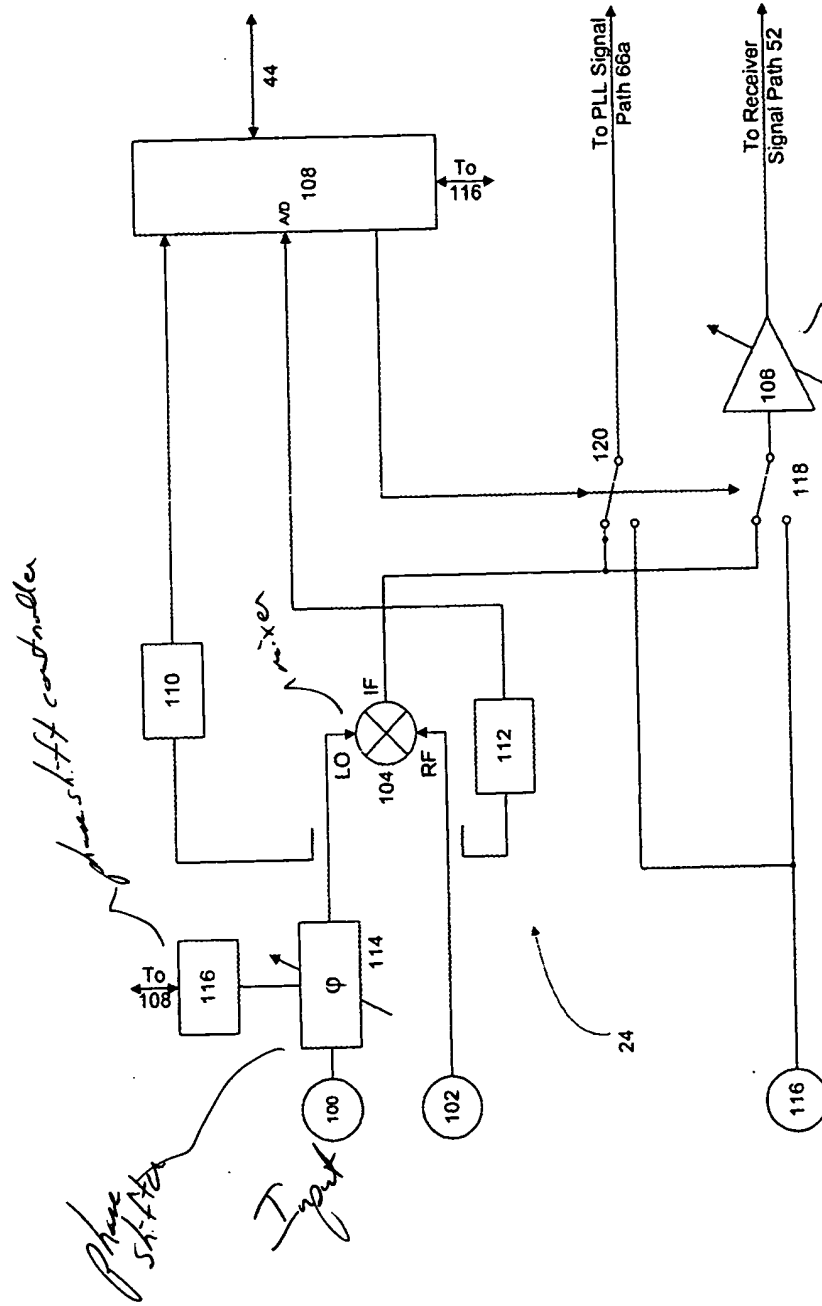 44
108
A/D
To
116
To PLL Signal
Path 66a
To Receiver
Signal Path 52
120
106
118
phase shift controller
mixer
110
LO
IF
104
RF
112
To
108
116
φ
114
phase
shifter
100
Input
102
24
116